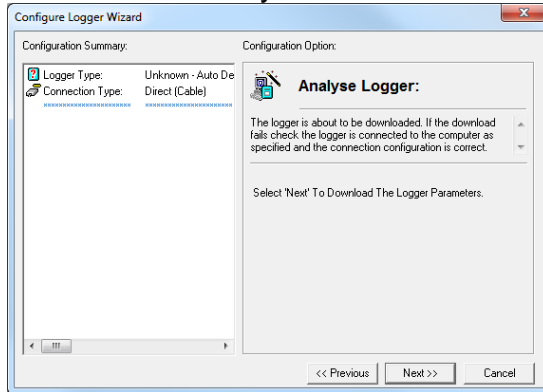 Configure Logger Wizard
Configuration Summary:
Configuration Option:
Logger Type: Unknown - Auto De
Connection Type: Direct (Cable)
Analyse Logger:
The logger is about to be downloaded. If the download
fails check the logger is connected to the computer as
specified and the connection configuration is correct.
Select 'Next' To Download The Logger Parameters.
<< Previous
Next >>
Cancel